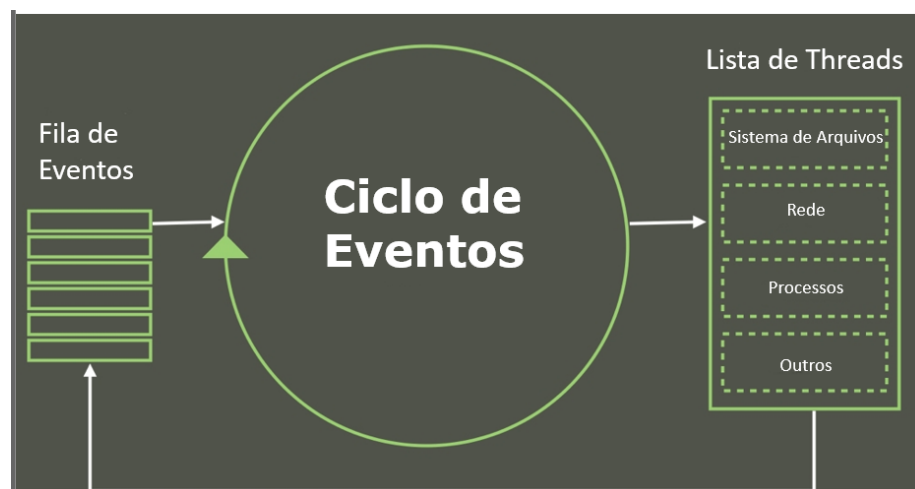 Fila de
Eventos
Ciclo de
Eventos
Lista de Threads
Sistema de Arquivos
Rede
Processos
Outros